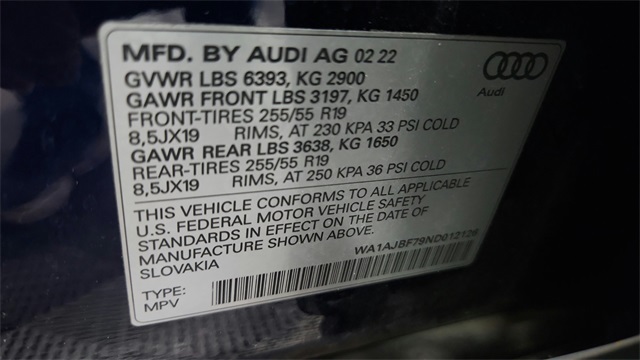 MFD. BY AUDI AG 02 22
GVWR LBS 6393, KG 2900
GAWR FRONT LBS 3197, KG 1450
FRONT-TIRES 255/55 R19
8,5JX19 RIMS, AT 230 KPA 33 PSI COLD
GAWR REAR LBS 3638, KG 1650
REAR-TIRES 255/55 R19
8,5JX19 RIMS, AT 250 KPA 36 PSI COLD
Audi
THIS VEHICLE CONFORMS TO ALL APPLICABLE
U.S. FEDERAL MOTOR VEHICLE SAFETY
STANDARDS IN EFFECT ON THE DATE OF
MANUFACTURE SHOWN ABOVE.
SLOVAKIA WA1AJBF79ND012126
TYPE:
MPV